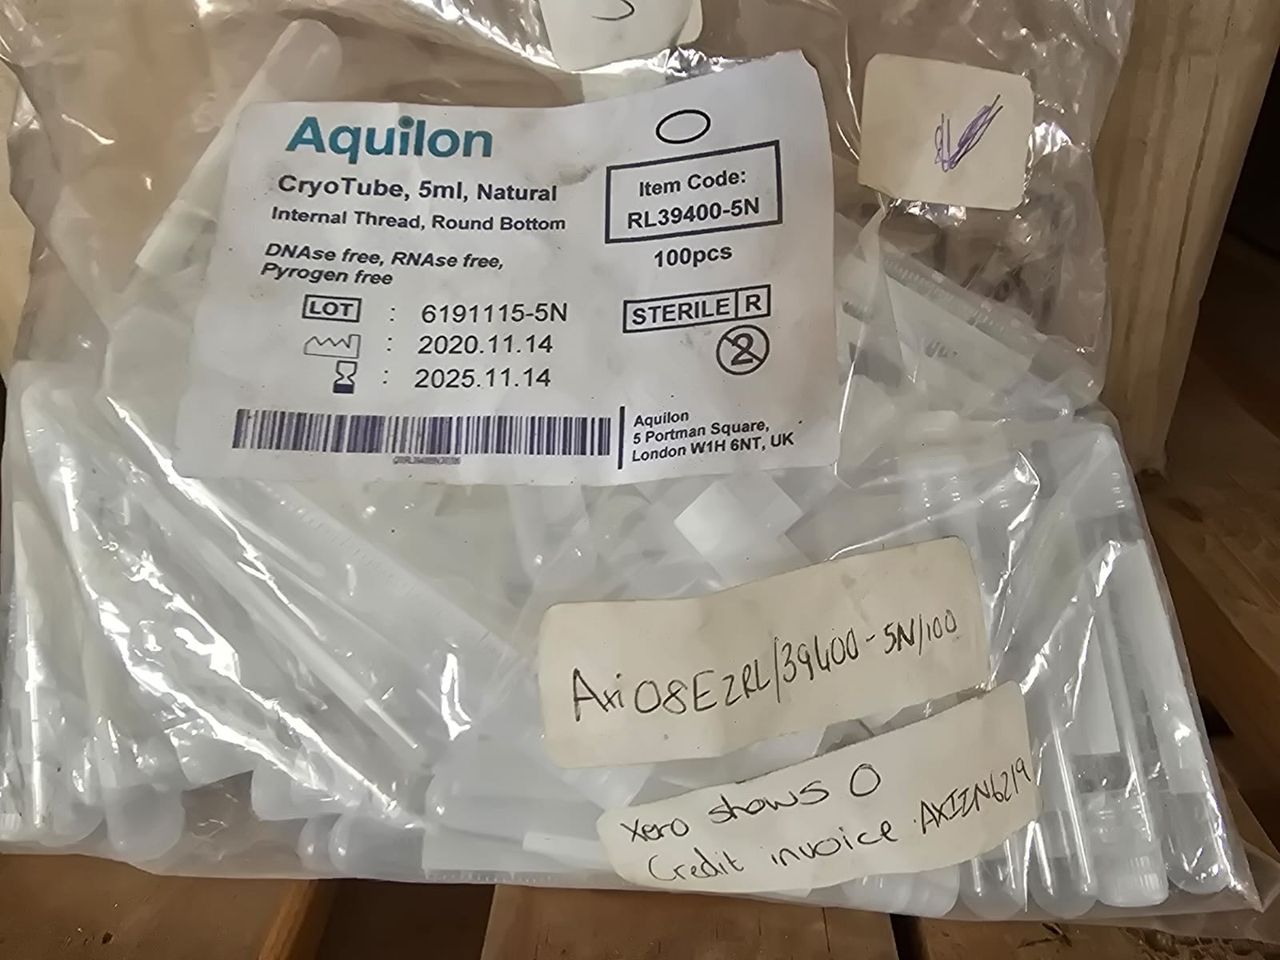 Aquilon
CryoTube, 5ml, Natural
Internal Thread, Round Bottom
DNAse free, RNAse free,
Pyrogen free
Item Code:
RL39400-5N
100pcs
LOT : 6191115-5N
: 2020.11.14
: 2025.11.14
STERILE R
2
Aquilon
5 Portman Square,
London W1H 6NT, UK
Axi08EZRL/39400-5N/100
Xero shows 0
Credit invoice AXIIN6219